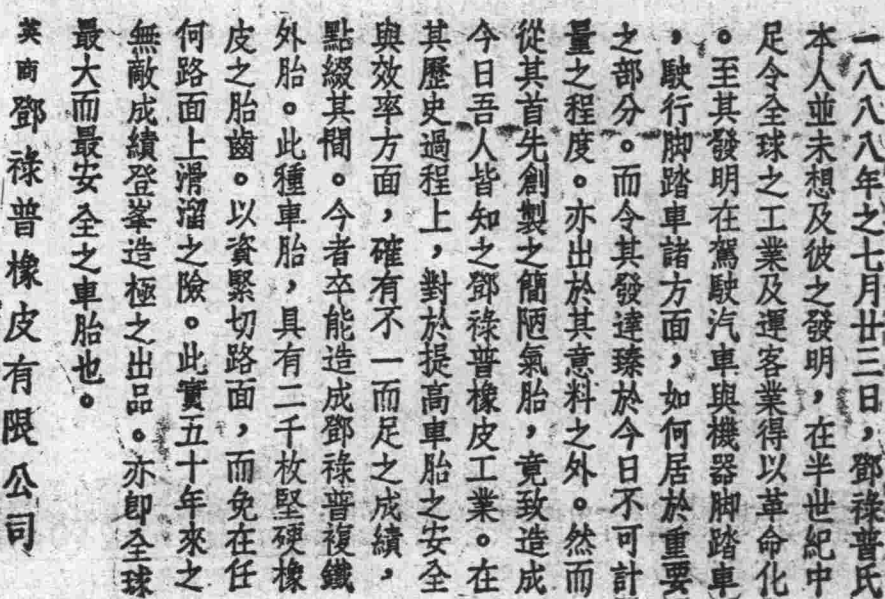 一八八八年之七月廿三日，鄧祿普氏
本人並未想及彼之發明，在半世紀中
足令全球之工業及運客業得以革命化
。至其發明在駕駛汽車與機器脚踏車
，駛行脚踏車諸方面，如何居於重要
之部分。而令其發達臻於今日不可計
量之程度。亦出於其意料之外。然而
從其首先創製之簡陋氣胎，竟致造成
今日吾人皆知之鄧祿普橡皮工業。在
其歷史過程上，對於提高車胎之安全
與效率方面，確有不一而足之成績，
點綴其間。今者卒能造成鄧祿普複鐵
外胎。此種車胎，具有二千枚堅硬橡
皮之胎齒。以資緊切路面，而免在任
何路面上滑溜之險。此實五十年來之
無敵成績登峯造極之出品。亦卽全球
最大而最安全之車胎也。
英商鄧祿普橡皮有限公司